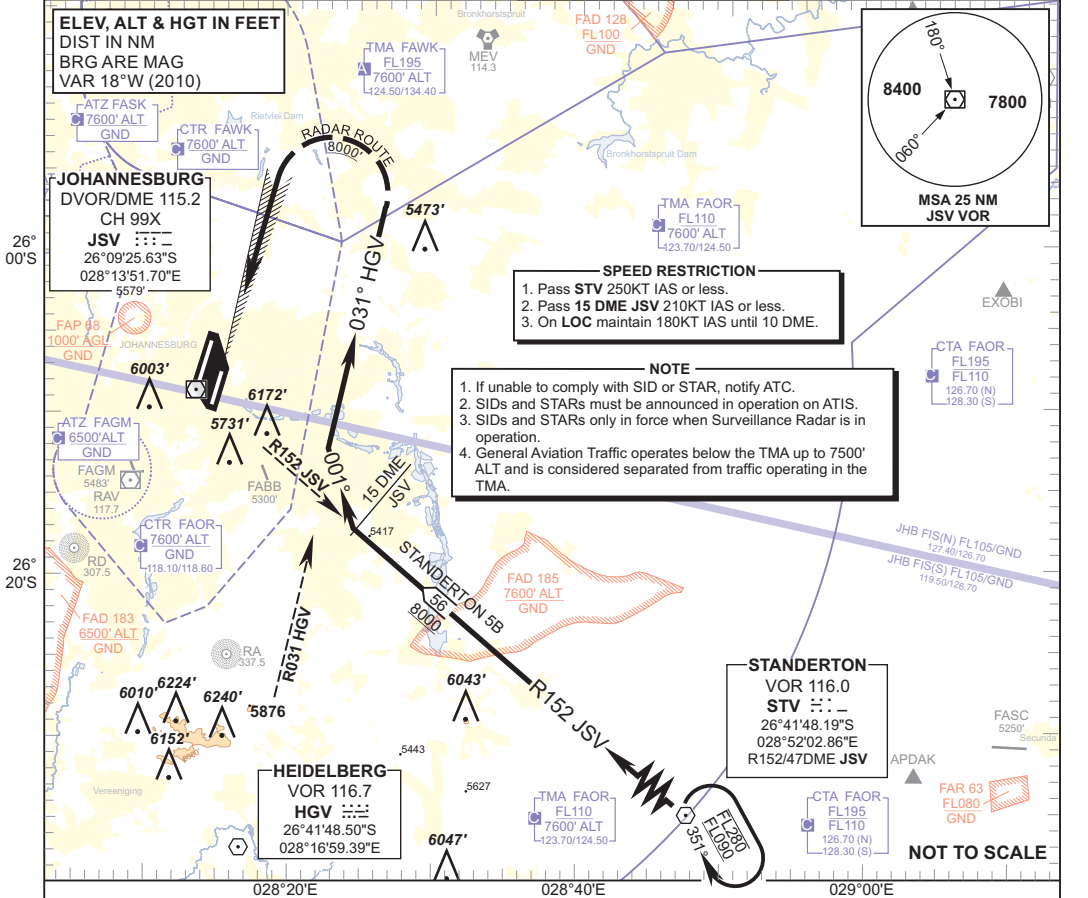 ELEV, ALT & HGT IN FEET
DIST IN NM
BRG ARE MAG
VAR 18°W (2010)
Bronkhorstspruit
MEV
114.3
FAD 128
FL100
GND
180°
8400
7800
060°
MSA 25 NM
JSV VOR
TMA FAWK
A
FL195
7600' ALT
124.50/134.40
ATZ FASK
C
7600' ALT
GND
CTR FAWK
C
7600' ALT
GND
Rietvlei Dam
RADAR ROUTE
8000'
Bronkhorstspruit Dam
JOHANNESBURG
DVOR/DME 115.2
CH 99X
JSV
26°09'25.63"S
028°13'51.70"E
5579'
26°
00'S
5473'
TMA FAOR
C
FL110
7600' ALT
123.70/124.50
031° HGV
SPEED RESTRICTION
1. Pass STV 250KT IAS or less.
2. Pass 15 DME JSV 210KT IAS or less.
3. On LOC maintain 180KT IAS until 10 DME.
EXOBI
FAP 68
1000' AGL
GND
JOHANNESBURG
6003'
6172'
5731'
CTA FAOR
C
FL195
FL110
126.70 (N)
128.30 (S)
NOTE
1. If unable to comply with SID or STAR, notify ATC.
2. SIDs and STARs must be announced in operation on ATIS.
3. SIDs and STARs only in force when Surveillance Radar is in
operation.
4. General Aviation Traffic operates below the TMA up to 7500'
ALT and is considered separated from traffic operating in the
TMA.
ATZ FAGM
C
6500'ALT
GND
FAGM
5483'
RAV
117.7
FABB
5300'
R152 JSV
001°
15 DME
JSV
5417
CTR FAOR
C
7600' ALT
GND
118.10/118.60
RD
307.5
26°
20'S
JHB FIS(N) FL105/GND
127.40/126.70
JHB FIS(S) FL105/GND
119.50/126.70
STANDERTON 5B
56
8000
FAD 185
7600' ALT
GND
FAD 183
6500' ALT
GND
R031 HGV
RA
337.5
6010'
6224'
6240'
5876
6152'
6043'
R152 JSV
STANDERTON
VOR 116.0
STV
26°41'48.19"S
028°52'02.86"E
R152/47DME JSV
FASC
5250'
Secunda
APDAK
5443
5627
Vereeniging
HEIDELBERG
VOR 116.7
HGV
26°41'48.50"S
028°16'59.39"E
TMA FAOR
C
FL110
7600' ALT
123.70/124.50
FL280
FL090
351°
CTA FAOR
C
FL195
FL110
126.70 (N)
128.30 (S)
FAR 63
FL080
GND
6047'
NOT TO SCALE
028°20'E
028°40'E
029°00'E